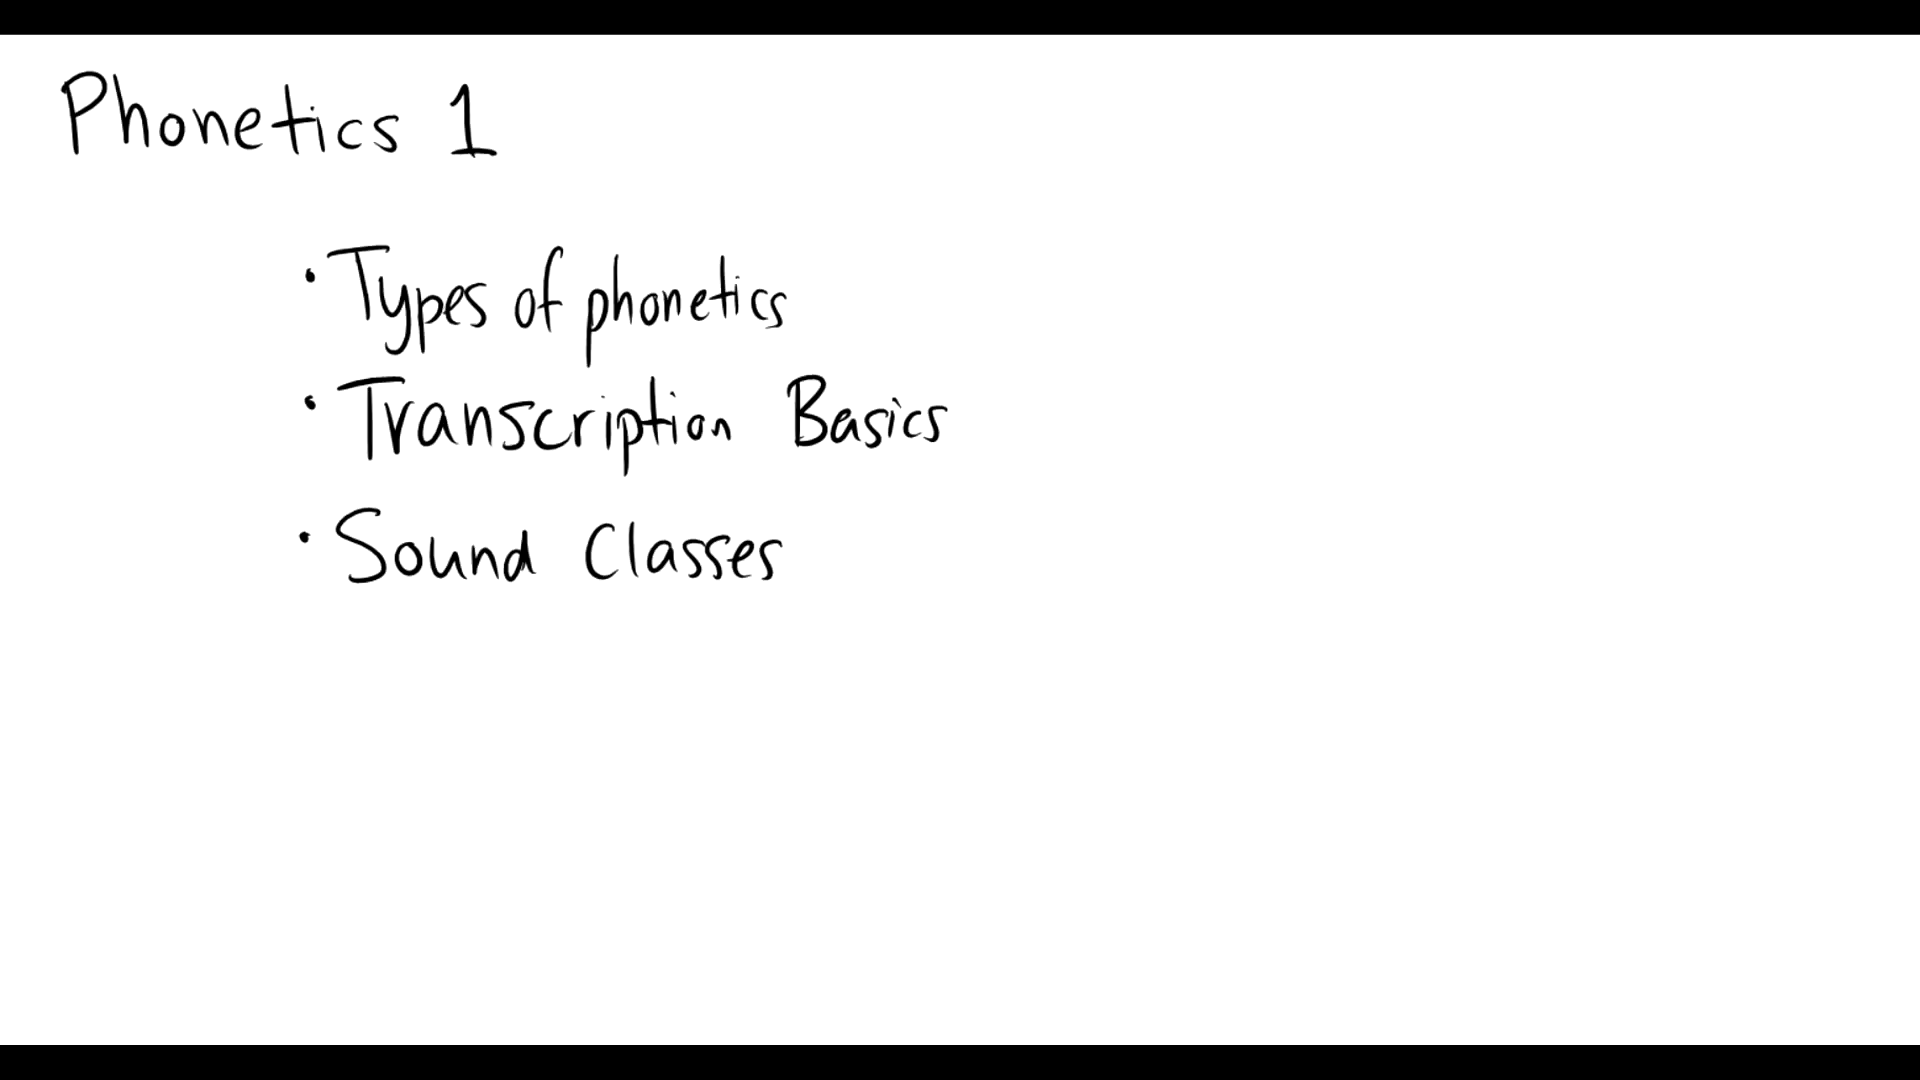 Phonetics 1
• Types of phonetics
• Transcription Basics
• Sound Classes